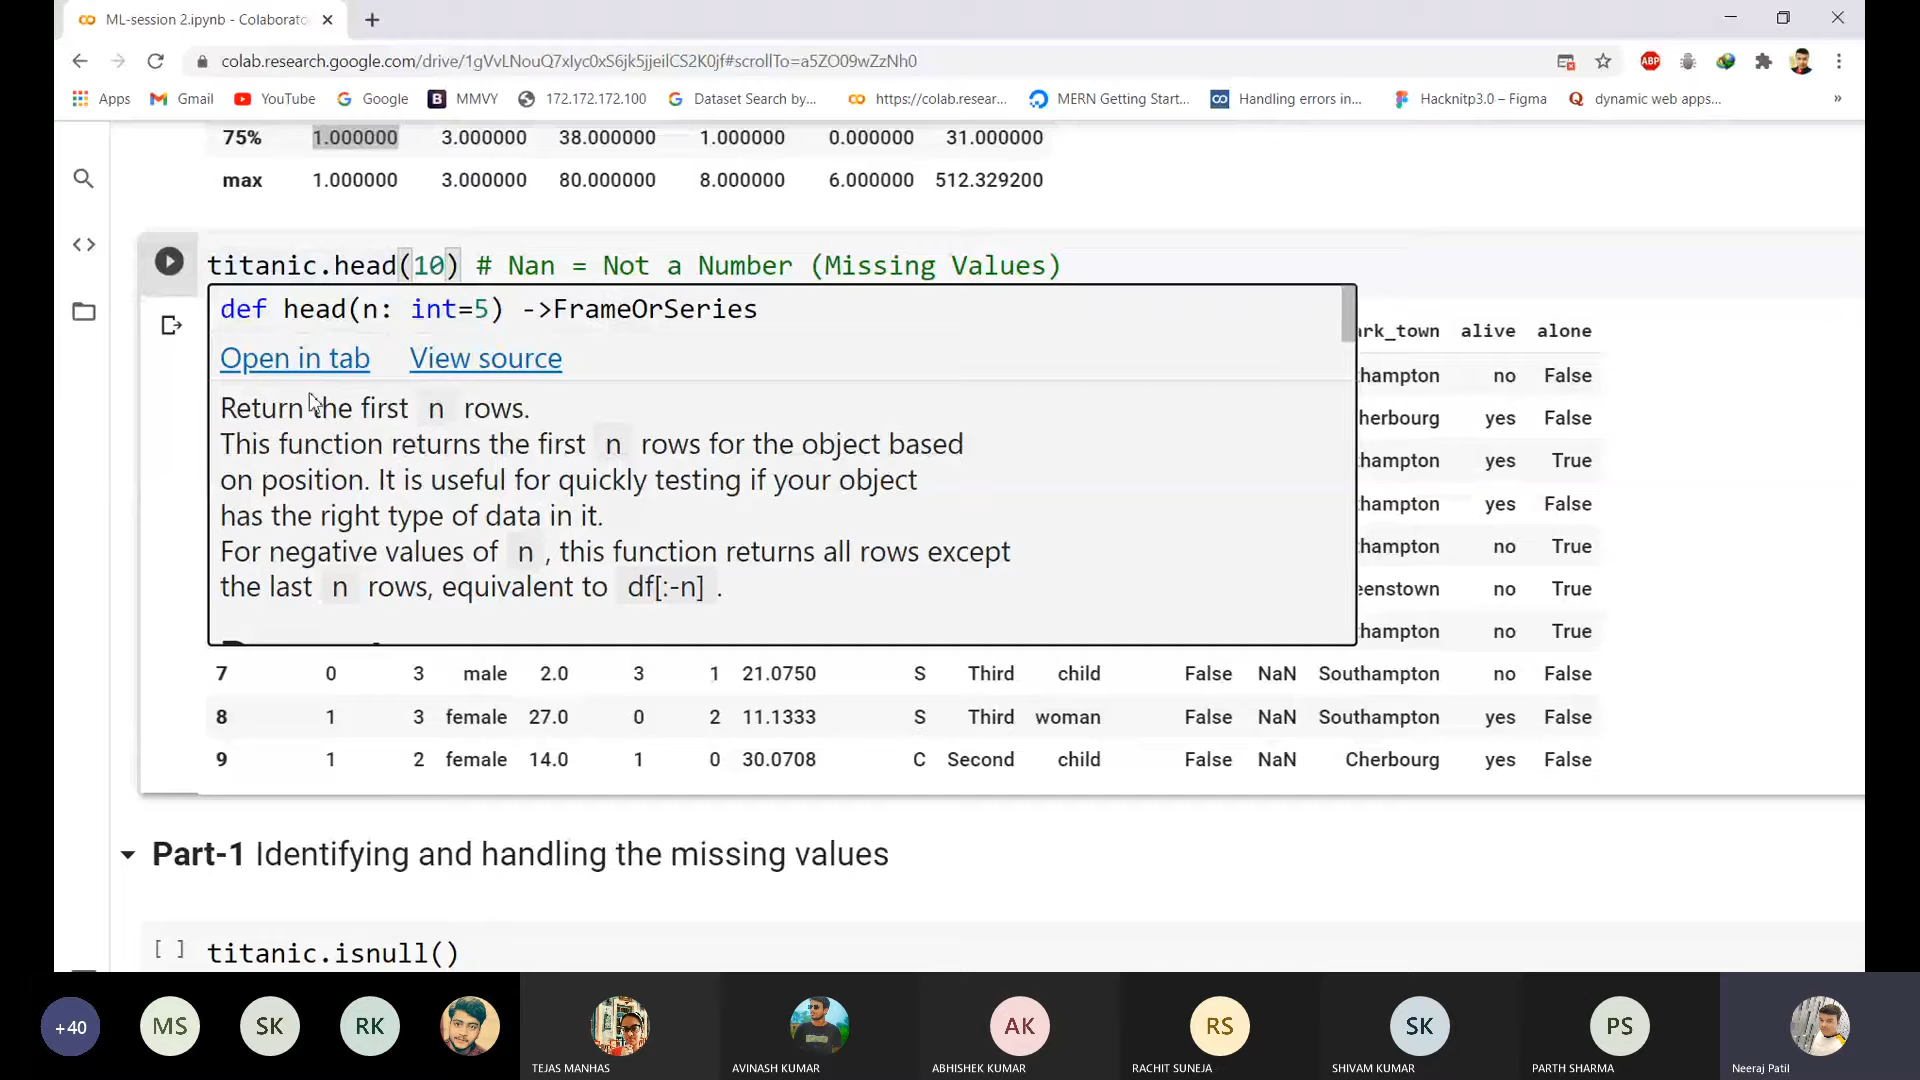 ML-session 2.ipynb - Colaborato
colab.research.google.com/drive/1gVvLNouQ7xIyc0xS6jk5jjeilCS2K0jf#scrollTo=a5ZO09wZzNh0
ABP
Apps Gmail YouTube Google B MMVY 172.172.172.100 Dataset Search by... https://colab.resear... MERN Getting Start... Handling errors in... Hacknitp3.0 – Figma dynamic web apps... »
75% 1.000000 3.000000 38.000000 1.000000 0.000000 31.000000
max 1.000000 3.000000 80.000000 8.000000 6.000000 512.329200
titanic.head(10) # Nan = Not a Number (Missing Values)
def head(n: int=5) ->FrameOrSeries
Open in tab View source
Return the first n rows.
This function returns the first n rows for the object based
on position. It is useful for quickly testing if your object
has the right type of data in it.
For negative values of n , this function returns all rows except
the last n rows, equivalent to df[:-n] .
ark_town alive alone
hampton no False
herbourg yes False
hampton yes True
hampton yes False
hampton no True
eenstown no True
hampton no True
7 0 3 male 2.0 3 1 21.0750 S Third child False NaN Southampton no False
8 1 3 female 27.0 0 2 11.1333 S Third woman False NaN Southampton yes False
9 1 2 female 14.0 1 0 30.0708 C Second child False NaN Cherbourg yes False
Part-1 Identifying and handling the missing values
[ ] titanic.isnull()
+40 MS SK RK AK RS SK PS
TEJAS MANHAS AVINASH KUMAR ABHISHEK KUMAR RACHIT SUNEJA SHIVAM KUMAR PARTH SHARMA Neeraj Patil